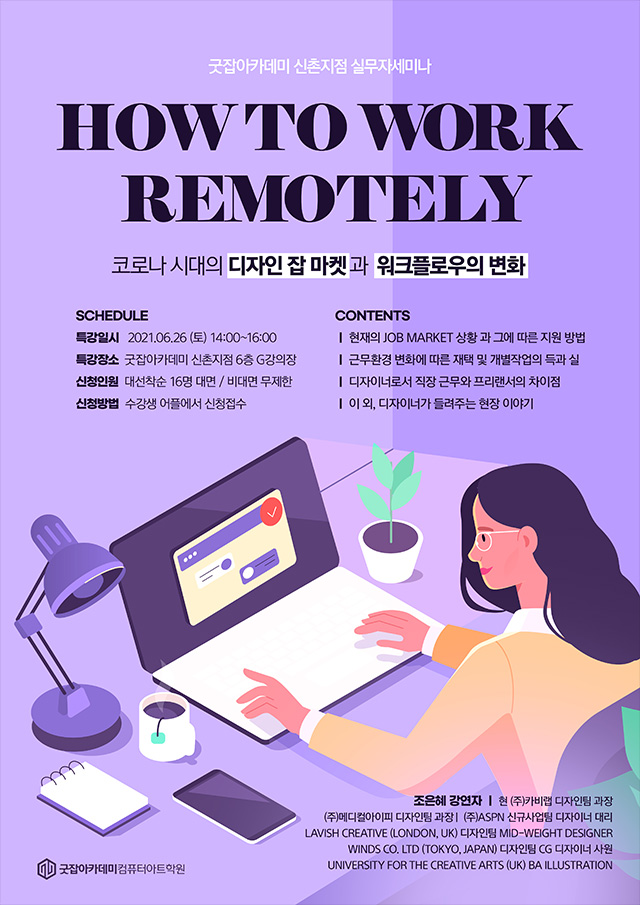 굿잡아카데미 신촌지점 실무자세미나
HOW TO WORK
REMOTELY
코로나 시대의 디자인 잡 마켓과 워크플로우의 변화
SCHEDULE
특강일시 2021.06.26 (토) 14:00~16:00
특강장소 굿잡아카데미 신촌지점 6층 G강의장
신청인원 대선착순 16명 대면 / 비대면 무제한
신청방법 수강생 어플에서 신청접수
CONTENTS
I 현재의 JOB MARKET 상황 과 그에 따른 지원 방법
I 근무환경 변화에 따른 재택 및 개별작업의 득과 실
I 디자이너로서 직장 근무와 프리랜서의 차이점
I 이 외, 디자이너가 들려주는 현장 이야기
조은혜 강연자 I 현 (주)카비랩 디자인팀 과장
(주)메디컬아이피 디자인팀 과장 | (주)ASPN 신규사업팀 디자이너 대리
LAVISH CREATIVE (LONDON, UK) 디자인팀 MID-WEIGHT DESIGNER
WINDS CO. LTD (TOKYO, JAPAN) 디자인팀 CG 디자이너 사원
UNIVERSITY FOR THE CREATIVE ARTS (UK) BA ILLUSTRATION
굿잡아카데미컴퓨터아트학원